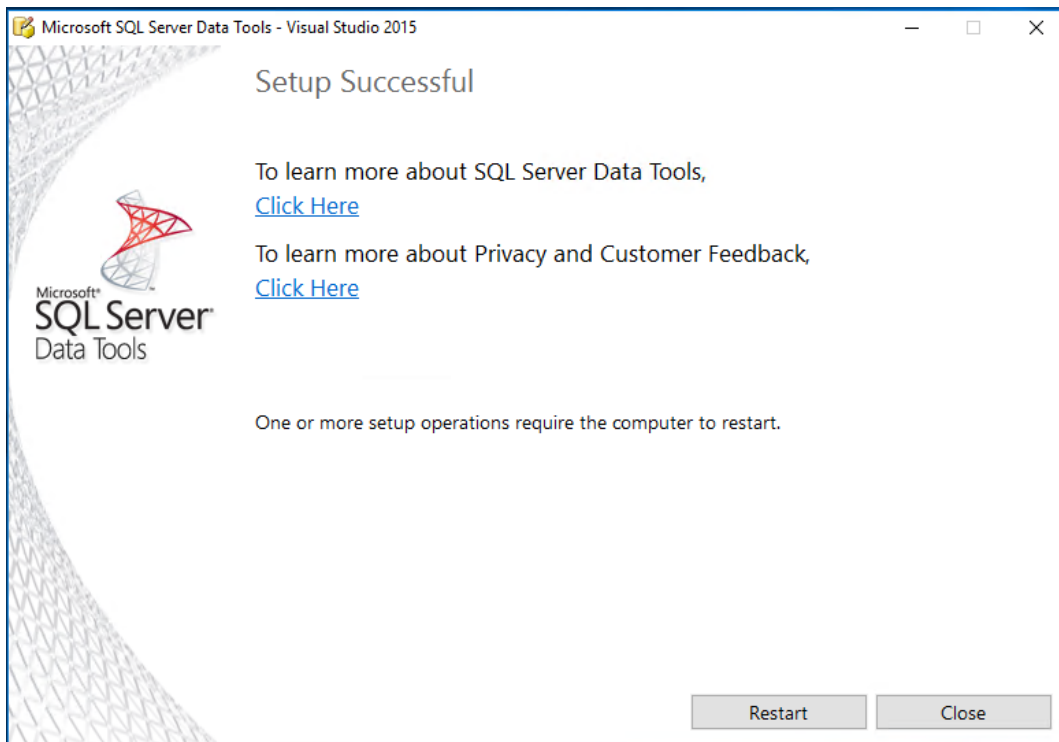 Microsoft SQL Server Data Tools - Visual Studio 2015
Setup Successful
To learn more about SQL Server Data Tools,
Click Here
To learn more about Privacy and Customer Feedback,
Click Here
Microsoft®
SQL Server®
Data Tools
One or more setup operations require the computer to restart.
Restart
Close